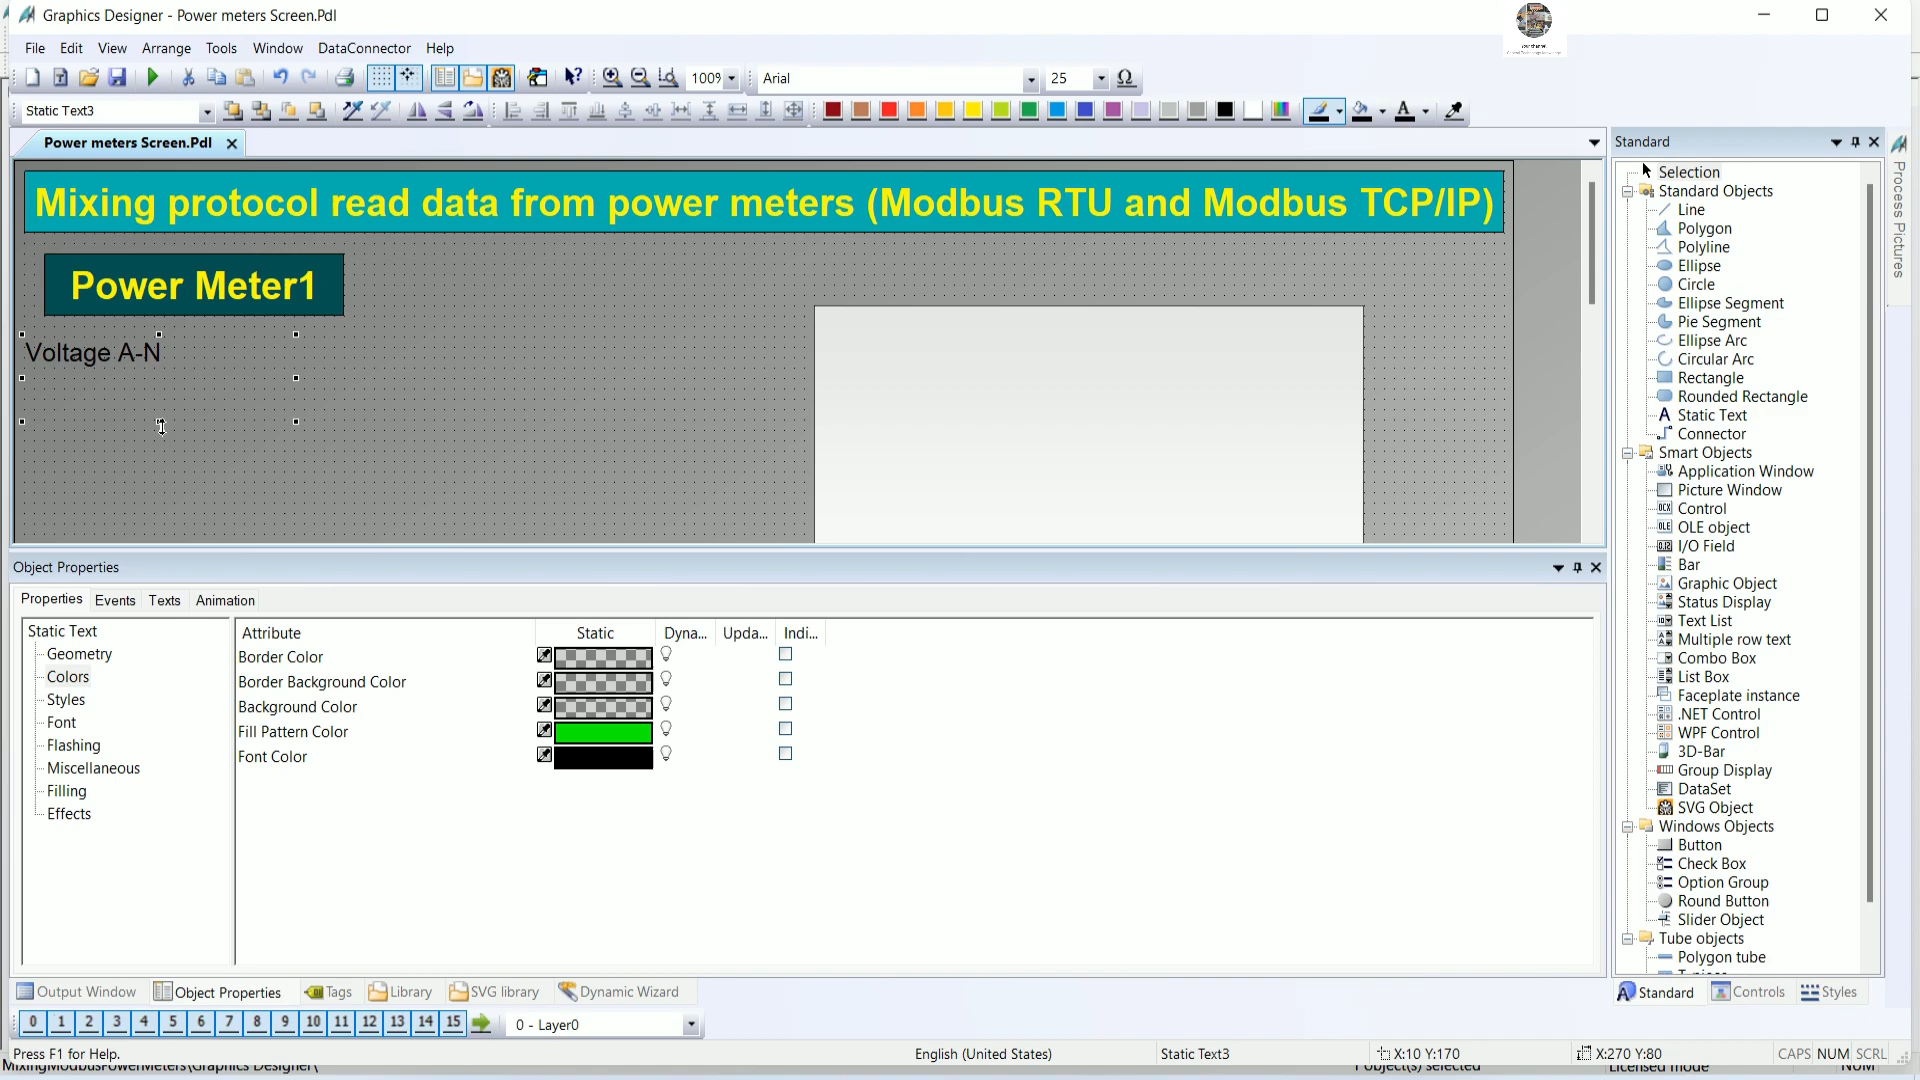 Graphics Designer - Power meters Screen.Pdl
File Edit View Arrange Tools Window DataConnector Help
100% Arial 25 Ω
Static Text3
Power meters Screen.Pdl
Mixing protocol read data from power meters (Modbus RTU and Modbus TCP/IP)
Power Meter1
Voltage A-N
Standard
Selection
Standard Objects
Line
Polygon
Polyline
Ellipse
Circle
Ellipse Segment
Pie Segment
Ellipse Arc
Circular Arc
Rectangle
Rounded Rectangle
Static Text
Connector
Smart Objects
Application Window
Picture Window
Control
OLE object
I/O Field
Bar
Graphic Object
Status Display
Text List
Multiple row text
Combo Box
List Box
Faceplate instance
.NET Control
WPF Control
3D-Bar
Group Display
DataSet
SVG Object
Windows Objects
Button
Check Box
Option Group
Round Button
Slider Object
Tube objects
Polygon tube
Process Pictures
Object Properties
Properties Events Texts Animation
Static Text
Geometry
Colors
Styles
Font
Flashing
Miscellaneous
Filling
Effects
Attribute Static Dyna... Upda... Indi...
Border Color
Border Background Color
Background Color
Fill Pattern Color
Font Color
Output Window Object Properties Tags Library SVG library Dynamic Wizard
Standard Controls Styles
0 1 2 3 4 5 6 7 8 9 10 11 12 13 14 15 0 - Layer0
Press F1 for Help. English (United States) Static Text3 X:10 Y:170 X:270 Y:80 CAPS NUM SCRL